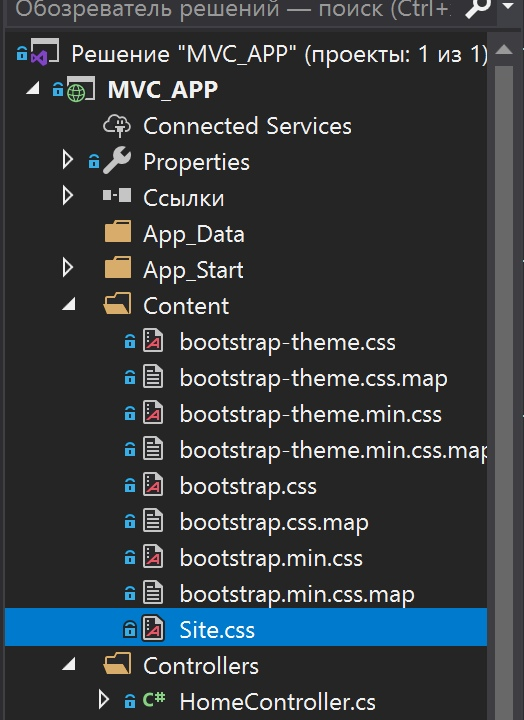 Обозреватель решений — поиск (Ctrl+
Решение "MVC_APP" (проекты: 1 из 1)
MVC_APP
Connected Services
Properties
Ссылки
App_Data
App_Start
Content
bootstrap-theme.css
bootstrap-theme.css.map
bootstrap-theme.min.css
bootstrap-theme.min.css.map
bootstrap.css
bootstrap.css.map
bootstrap.min.css
bootstrap.min.css.map
Site.css
Controllers
C# HomeController.cs